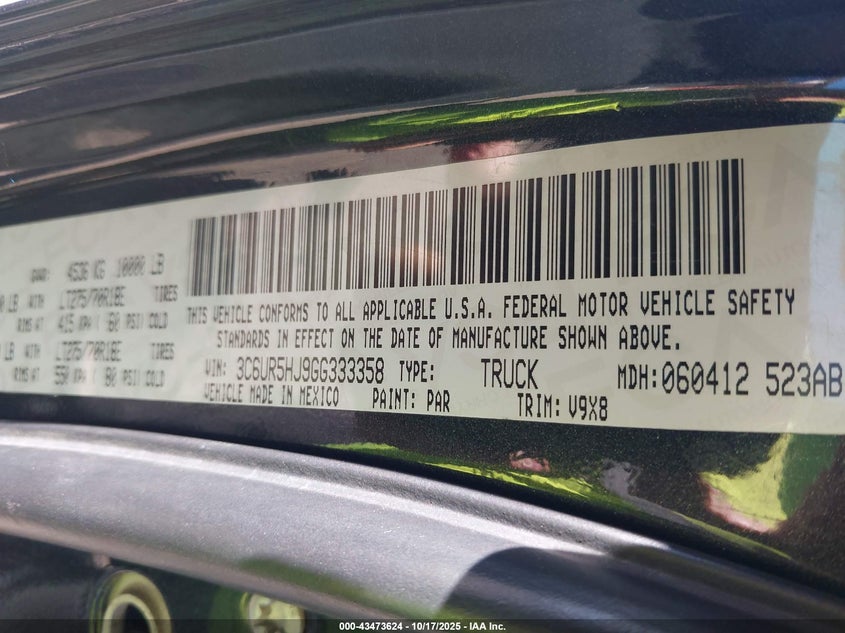 GVWR: 4536 KG 10000 LB
LB WITH LT275/70R18E TIRES
RIMS AT 415 KPA/ 60 PSI COLD
LB WITH LT275/70R18E TIRES
RIMS AT 550 KPA/ 80 PSI COLD
THIS VEHICLE CONFORMS TO ALL APPLICABLE U.S.A. FEDERAL MOTOR VEHICLE SAFETY
STANDARDS IN EFFECT ON THE DATE OF MANUFACTURE SHOWN ABOVE.
VIN: 3C6UR5HJ9GG333358 TYPE: TRUCK MDH:060412 523AB
VEHICLE MADE IN MEXICO PAINT: PAR TRIM: V9X8
000-43473624 | 10/17/2025 - IAA Inc.